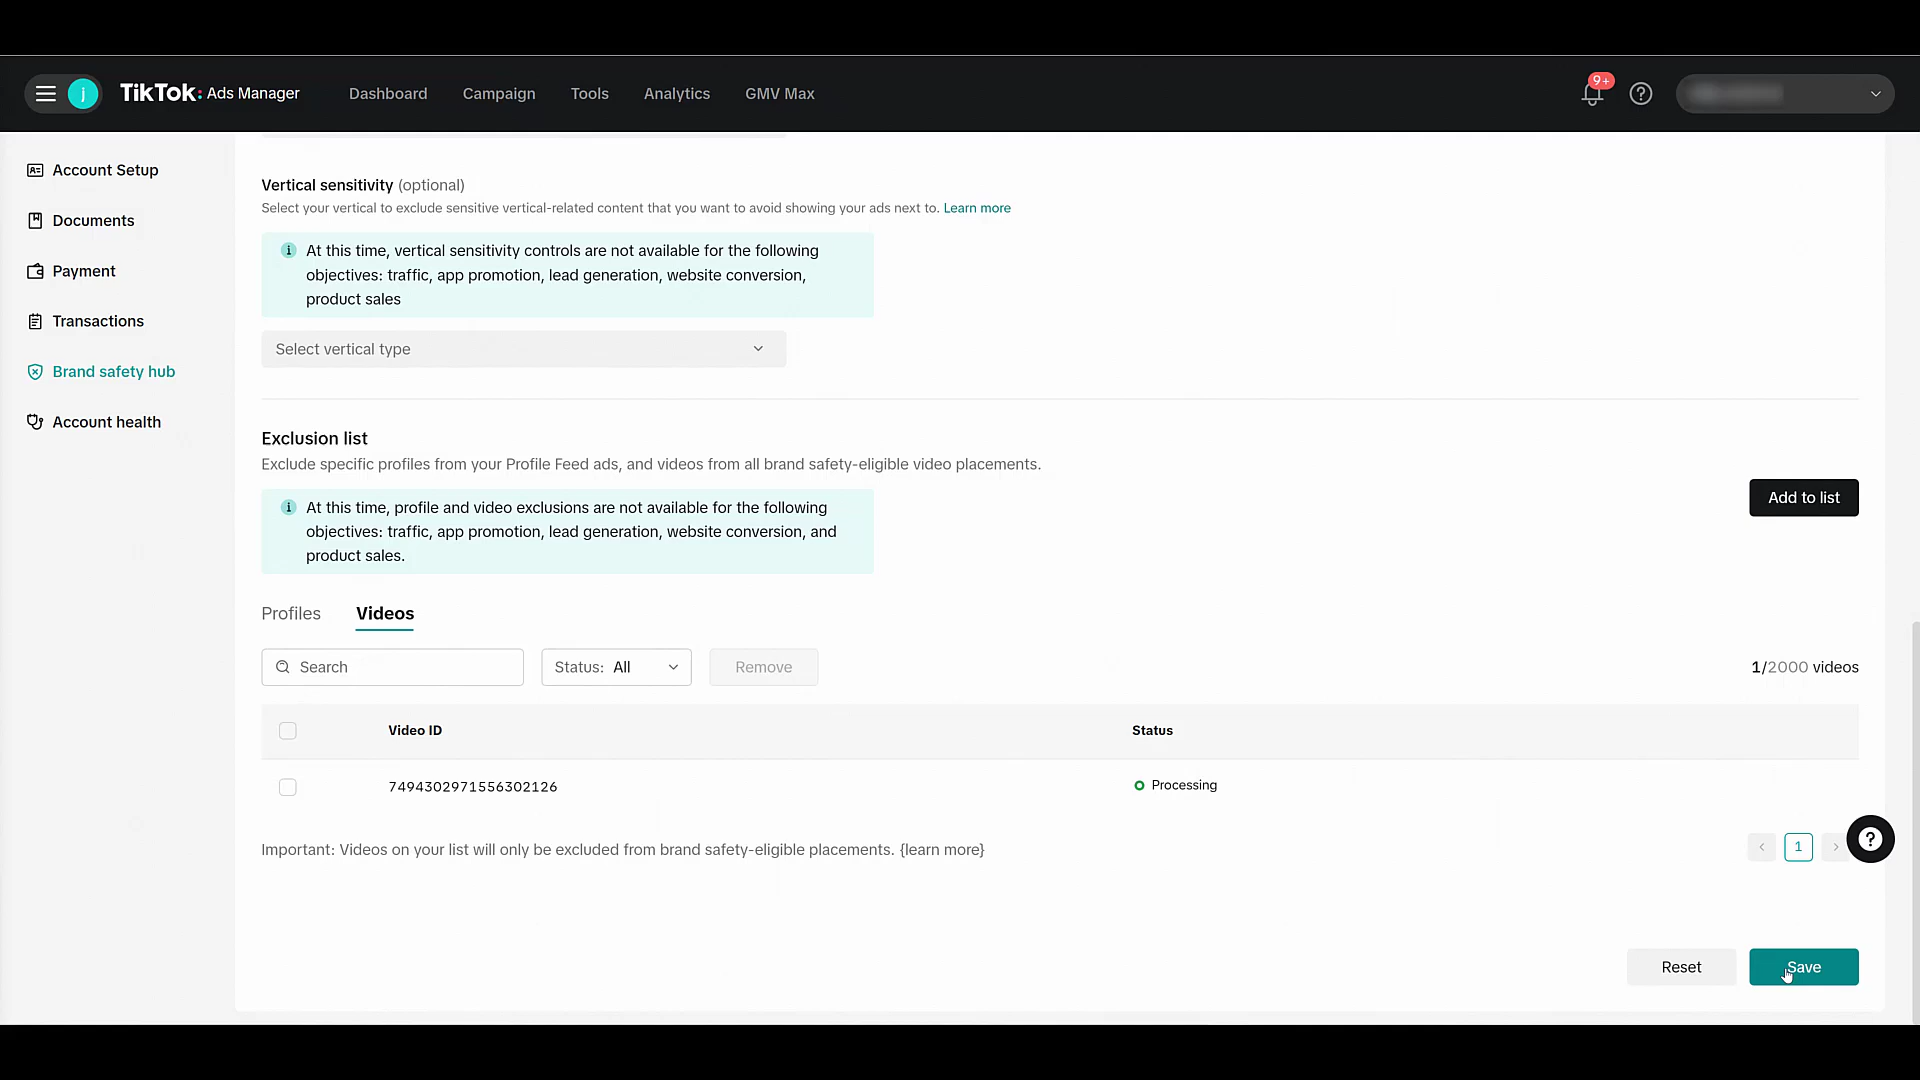 j
TikTok: Ads Manager
Dashboard
Campaign
Tools
Analytics
GMV Max
9+
Account Setup
Documents
Payment
Transactions
Brand safety hub
Account health
Vertical sensitivity (optional)
Select your vertical to exclude sensitive vertical-related content that you want to avoid showing your ads next to. Learn more
At this time, vertical sensitivity controls are not available for the following
objectives: traffic, app promotion, lead generation, website conversion,
product sales
Select vertical type
Exclusion list
Exclude specific profiles from your Profile Feed ads, and videos from all brand safety-eligible video placements.
At this time, profile and video exclusions are not available for the following
objectives: traffic, app promotion, lead generation, website conversion, and
product sales.
Add to list
Profiles
Videos
Search
Status: All
Remove
1/2000 videos
Video ID
Status
7494302971556302126
Processing
Important: Videos on your list will only be excluded from brand safety-eligible placements. {learn more}
1
Reset
Save